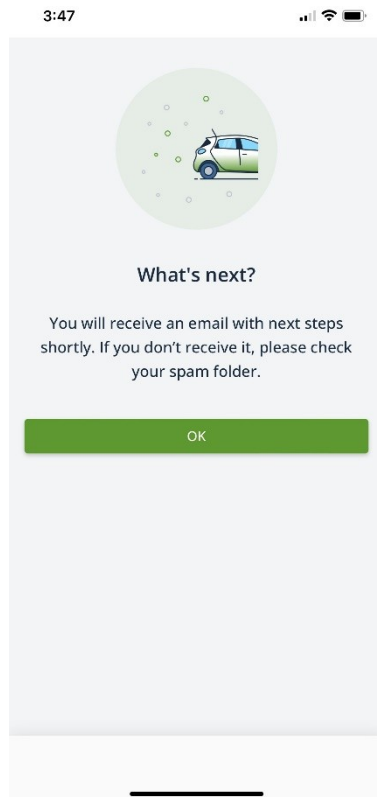 3:47
What's next?
You will receive an email with next steps
shortly. If you don’t receive it, please check
your spam folder.
OK